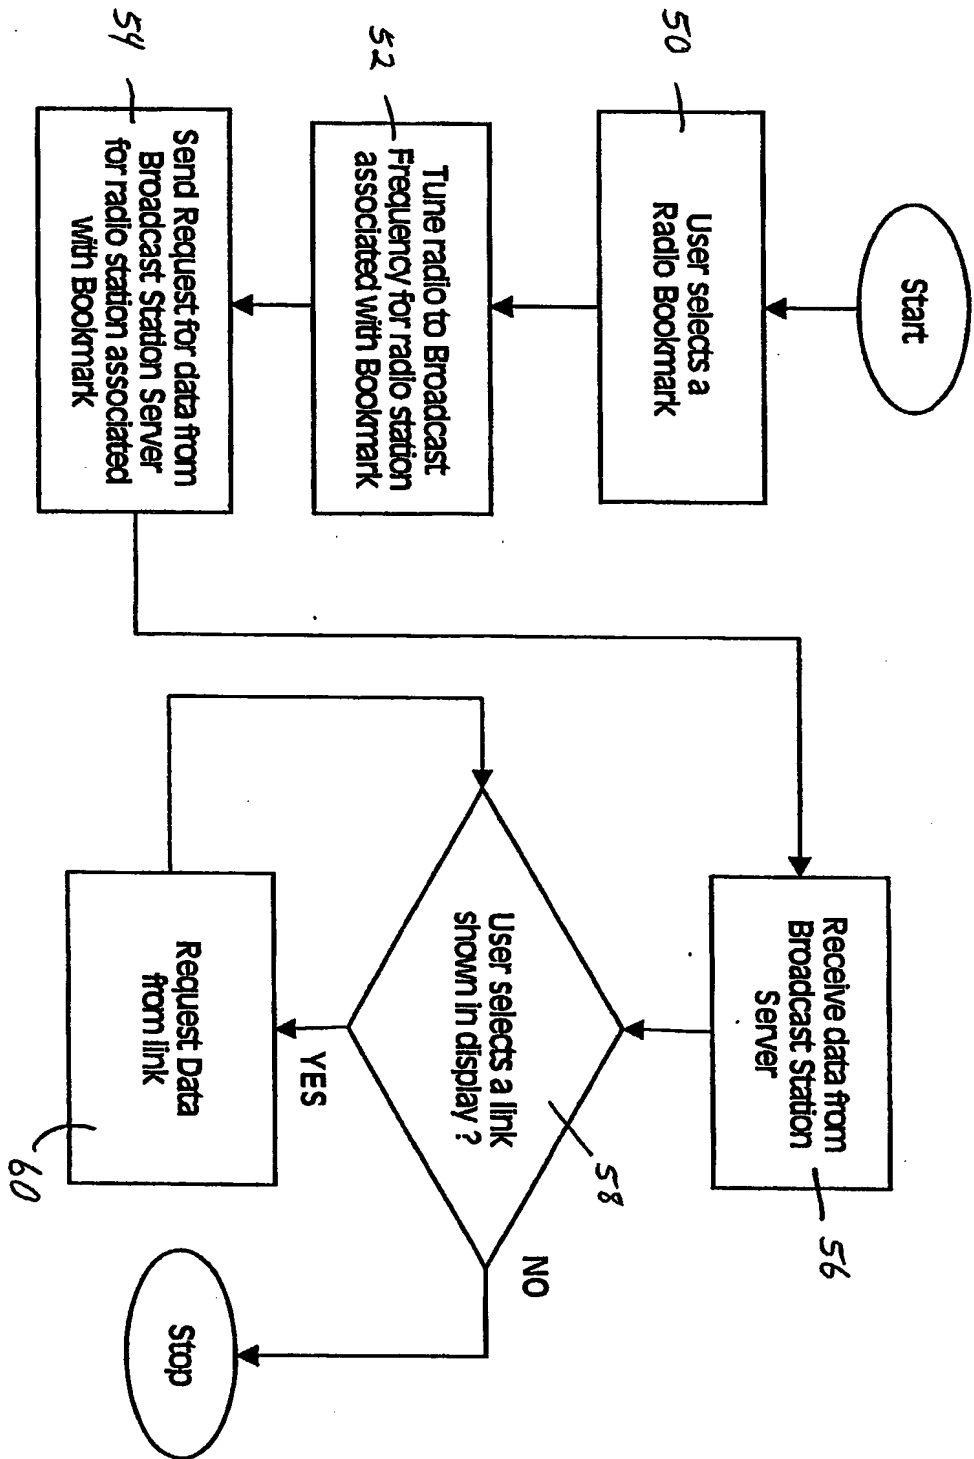 Start
50
User selects a
Radio Bookmark
52
Tune radio to Broadcast
Frequency for radio station
associated with Bookmark
54
Send Request for data from
Broadcast Station Server
for radio station associated
with Bookmark
Receive data from
Broadcast Station
Server
56
User selects a link
shown in display ?
58
YES
NO
Request Data
from link
60
Stop